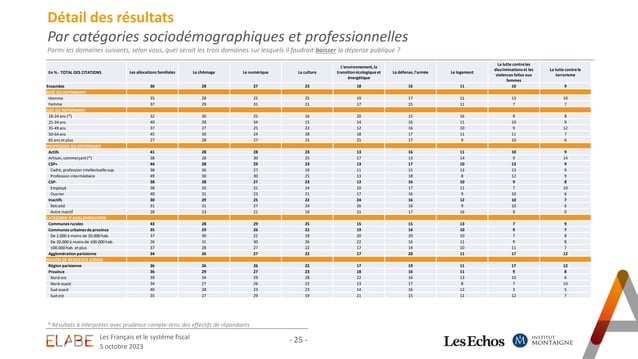 Détail des résultats
Par catégories sociodémographiques et professionnelles
Parmi les domaines suivants, selon vous, quel serait les trois domaines sur lesquels il faudrait baisser la dépense publique ?
La lutte contre les
L'environnement, la discriminations et les
En % - TOTAL DES CITATIONS Les allocations familiales Le chômage Le numérique La culture transition écologique et La défense, l'armée Le logement violences faites aux La lutte contre le
énergétique femmes terrorisme
Ensemble 36 28 27 23 18 16 11 10 9
SEXE DU REPONDANT
Homme 35 28 22 25 19 17 11 13 10
Femme 37 29 31 21 17 15 11 7 7
AGE DU REPONDANT
18-24 ans (*) 32 30 25 16 20 15 16 9 8
25-34 ans 40 28 34 15 14 16 11 10 9
35-49 ans 37 27 25 22 12 16 10 9 12
50-64 ans 45 30 24 28 18 17 11 11 7
65 ans et plus 27 29 27 25 25 17 9 10 6
PROFESSION DU REPONDANT
Actifs 41 28 28 23 13 16 11 10 9
Artisan, commerçant (*) 38 28 30 25 17 13 14 9 14
CSP+ 44 28 29 23 13 17 10 13 9
Cadre, profession intellectuelle sup. 38 26 27 19 11 15 13 13 9
Profession intermédiaire 49 30 30 25 13 18 8 12 9
CSP- 38 28 27 23 13 16 10 9 8
Employé 38 26 31 24 10 17 11 7 10
Ouvrier 40 31 23 21 17 16 9 10 6
Inactifs 30 29 25 22 24 16 12 10 7
Retraité 31 31 27 24 26 16 9 10 6
Autre inactif 28 23 21 19 21 17 16 9 9
CATEGORIE D'AGGLOMERATION
Communes rurales 43 28 29 21 15 15 13 7 9
Communes urbaines de province 35 29 26 22 19 16 10 9 7
De 2.000 à moins de 20.000 hab. 37 30 22 18 20 20 10 7 8
De 20.000 à moins de 100.000 hab. 26 31 30 26 22 16 11 9 8
100.000 hab. et plus 37 28 27 22 17 14 10 11 7
Agglomération parisienne 34 26 27 22 17 20 11 17 12
REGION DE RESIDENCE (UDA5)
Région parisienne 36 26 26 22 17 19 11 17 12
Province 36 29 27 23 18 16 11 9 8
Nord est 39 34 29 24 22 16 13 10 6
Nord ouest 34 27 26 22 13 17 8 7 10
Sud ouest 40 28 23 23 14 16 12 8 5
Sud est 35 27 29 19 21 15 11 12 7
* Résultats à interpréter avec prudence compte-tenu des effectifs de répondants
ELABE Les Français et le système fiscal
5 octobre 2023
- 25 -
Les Echos
INSTITUT
MONTAIGNE